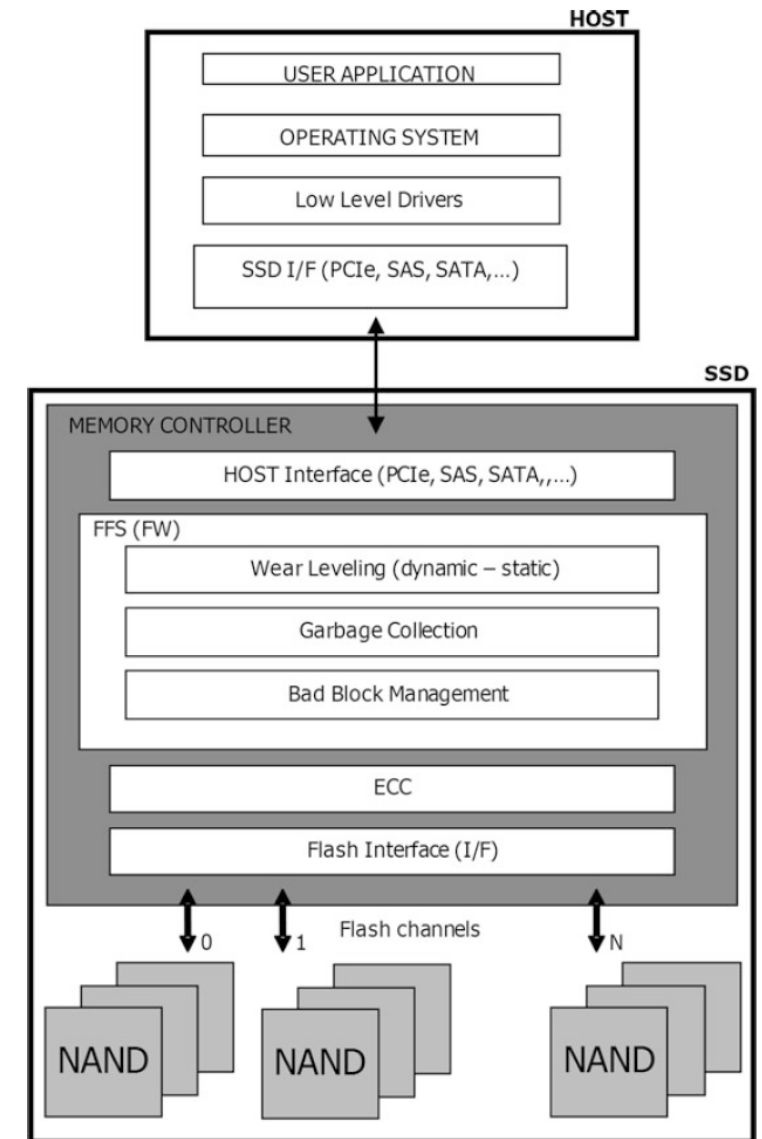 HOST
USER APPLICATION
OPERATING SYSTEM
Low Level Drivers
SSD I/F (PCIe, SAS, SATA,...)
SSD
MEMORY CONTROLLER
HOST Interface (PCIe, SAS, SATA,,...)
FFS (FW)
Wear Leveling (dynamic – static)
Garbage Collection
Bad Block Management
ECC
Flash Interface (I/F)
0
1
Flash channels
N
NAND
NAND
NAND